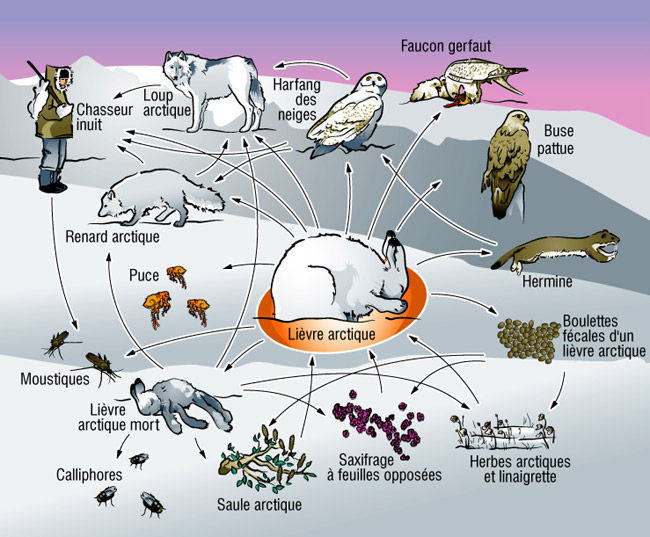 Faucon gerfaut
Chasseur
inuit
Loup
arctique
Harfang
des
neiges
Buse
pattue
Renard arctique
Hermine
Puce
Lièvre arctique
Boulettes
fécales d'un
lièvre arctique
Moustiques
Lièvre
arctique mort
Calliphores
Saule arctique
Saxifrage
à feuilles opposées
Herbes arctiques
et linaigrette